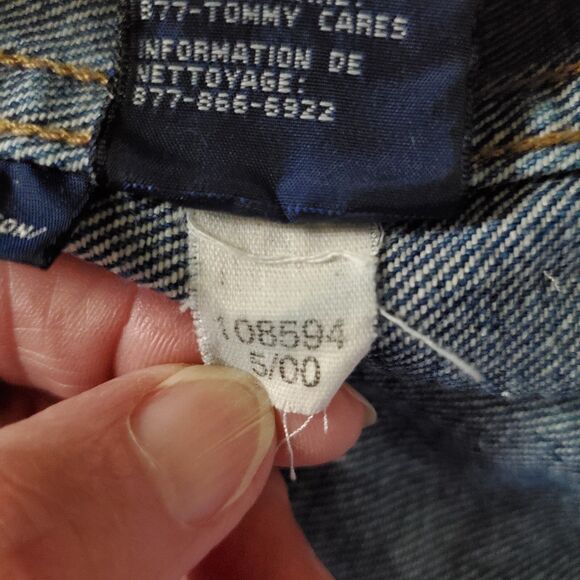 877-TOMMY CARES
INFORMATION DE
NETTOYAGE:
877-866-6922
108594
5/00